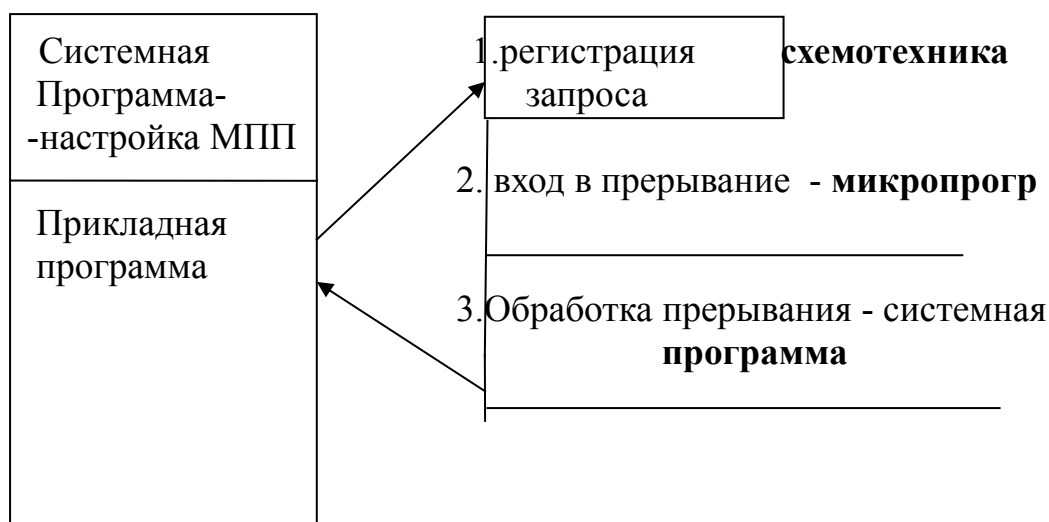 Системная
Программа-
-настройка МПП
Прикладная
программа
1.регистрация схемотехника
запроса
2. вход в прерывание - микропрогр
3.Обработка прерывания - системная
программа